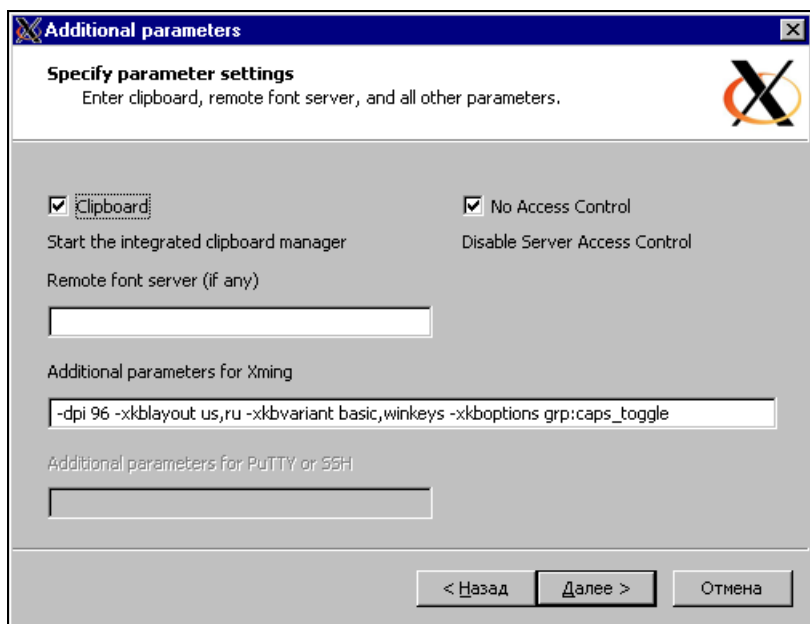 Additional parameters
Specify parameter settings
Enter clipboard, remote font server, and all other parameters.
Clipboard
No Access Control
Start the integrated clipboard manager
Disable Server Access Control
Remote font server (if any)
Additional parameters for Xming
-dpi 96 -xkblayout us,ru -xkbvariant basic,winkeys -xkboptions grp:caps_toggle
Additional parameters for PuTTY or SSH
< Назад
Далее >
Отмена